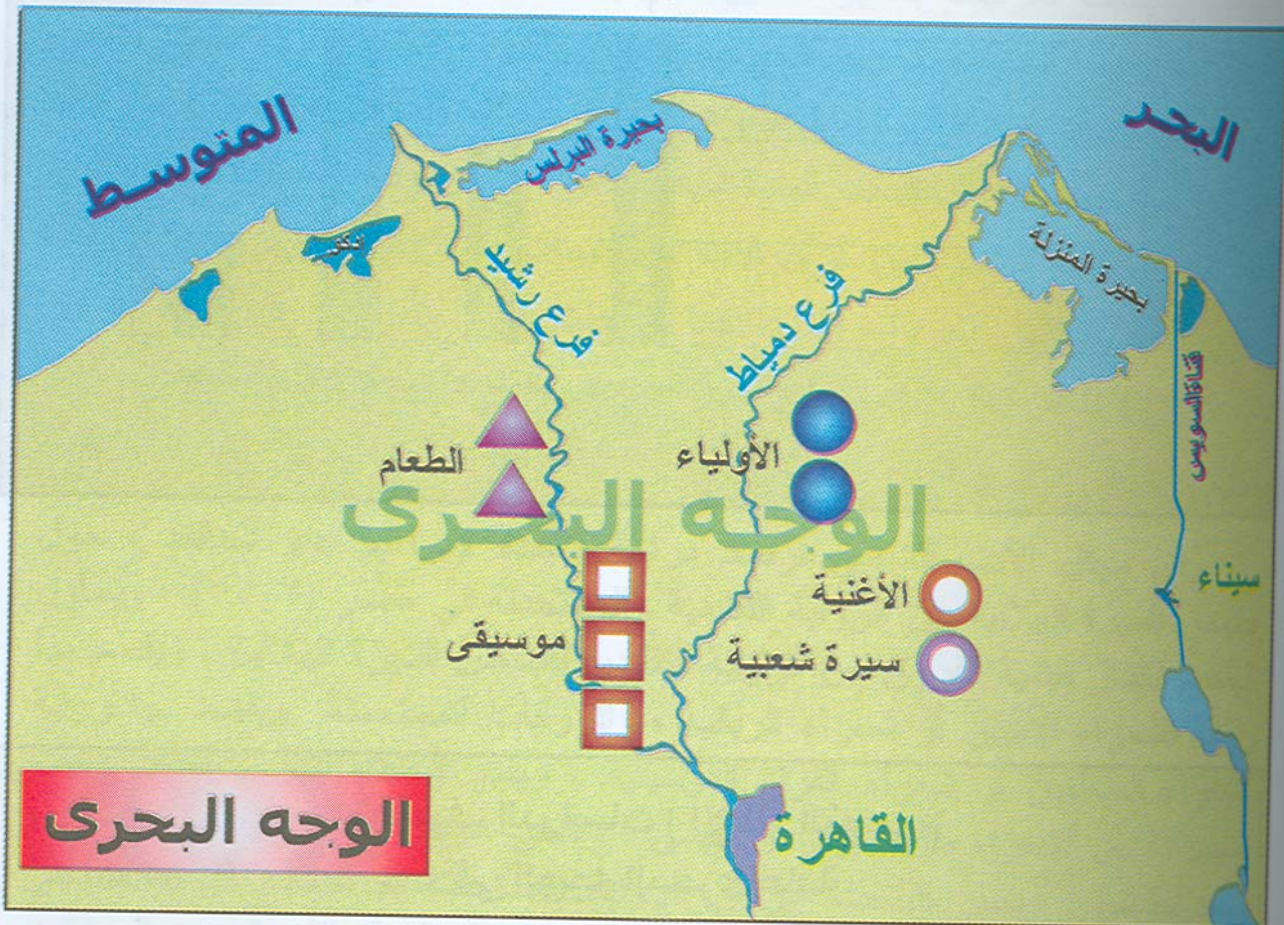 البحر
المتوسط
بحيرة البرلس
ادكو
بحيرة المنزلة
فرع رشيد
فرع دمياط
قناة السويس
الطعام
الأولياء
الوجه البحرى
سيناء
الأغنية
موسيقى
سيرة شعبية
القاهرة
الوجه البحرى